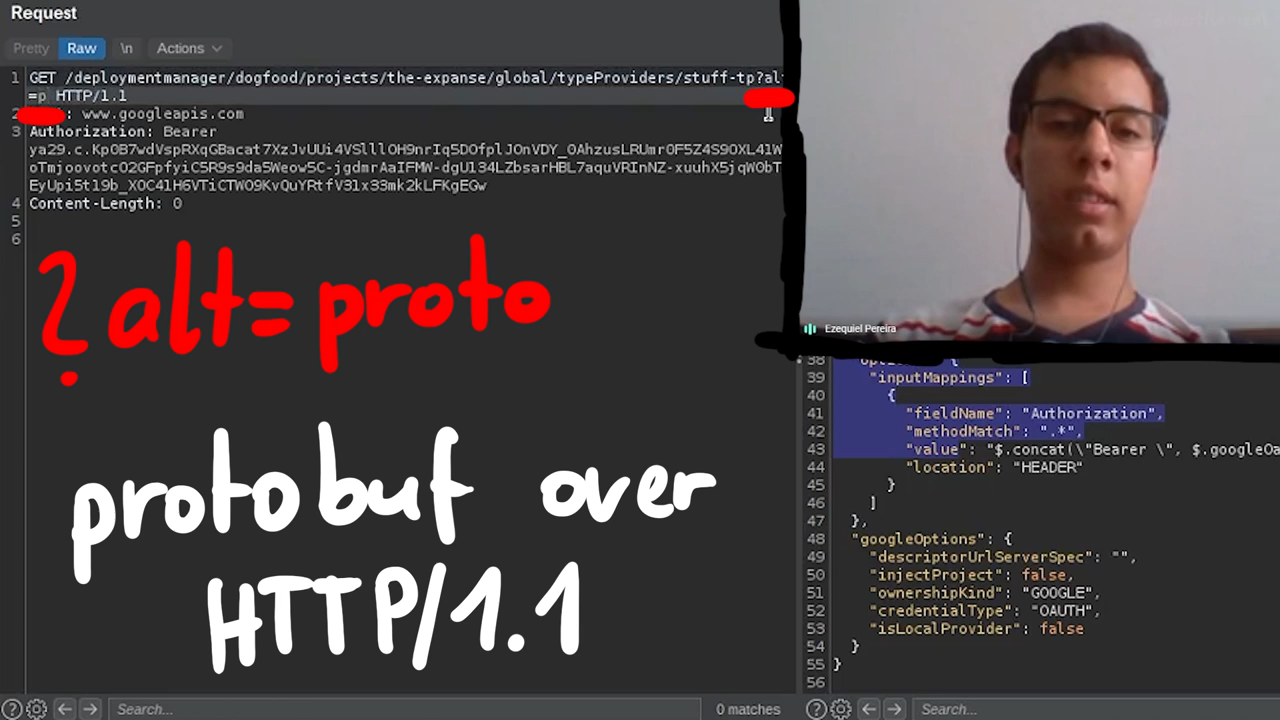 Request
Pretty Raw \n Actions
1 GET /deploymentmanager/dogfood/projects/the-expanse/global/typeProviders/stuff-tp?alt
=p HTTP/1.1
2 : www.googleapis.com
3 Authorization: Bearer
ya29.c.KpOB7wdVspRXqGBacat7XzJvUUi4VSlllOH9nrIq5DOfplJOnVDY_0AhzusLRUmr0F5Z4S9OXL41W
oTmjoovotcO2GFpfyiC5R9s9da5Weow5C-jgdmrAaIFMW-dgU134LZbsarHBL7aquVRInNZ-xuuhX5jqWObT
EyUpi5t19b_XOC41H6VTiCTWO9KvQuYRtfV31x33mk2kLFKgEGw
4 Content-Length: 0
5
6
? alt=proto
protobuf over
HTTP/1.1
Ezequiel Pereira
38
39 "inputMappings": [
40 {
41 "fieldName": "Authorization",
42 "methodMatch": ".*",
43 "value": "$.concat(\"Bearer \", $.googleOa
44 "location": "HEADER"
45 }
46 ]
47 },
48 "googleOptions": {
49 "descriptorUrlServerSpec": "",
50 "injectProject": false,
51 "ownershipKind": "GOOGLE",
52 "credentialType": "OAUTH",
53 "isLocalProvider": false
54 }
55 }
56
Search... 0 matches
Search...